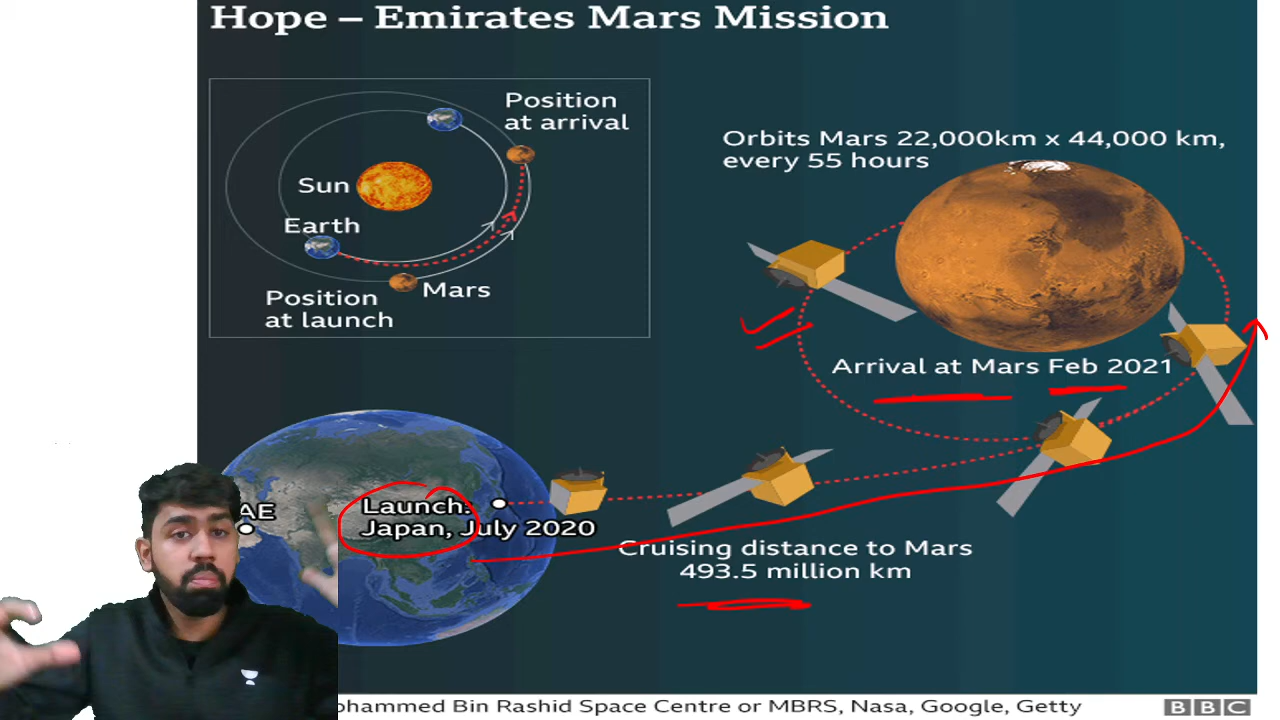 Hope – Emirates Mars Mission
Position
at arrival
Sun
Earth
Mars
Position
at launch
Orbits Mars 22,000km x 44,000 km,
every 55 hours
Arrival at Mars Feb 2021
AE
Launch:
Japan, July 2020
Cruising distance to Mars
493.5 million km
ohammed Bin Rashid Space Centre or MBRS, Nasa, Google, Getty
BBC